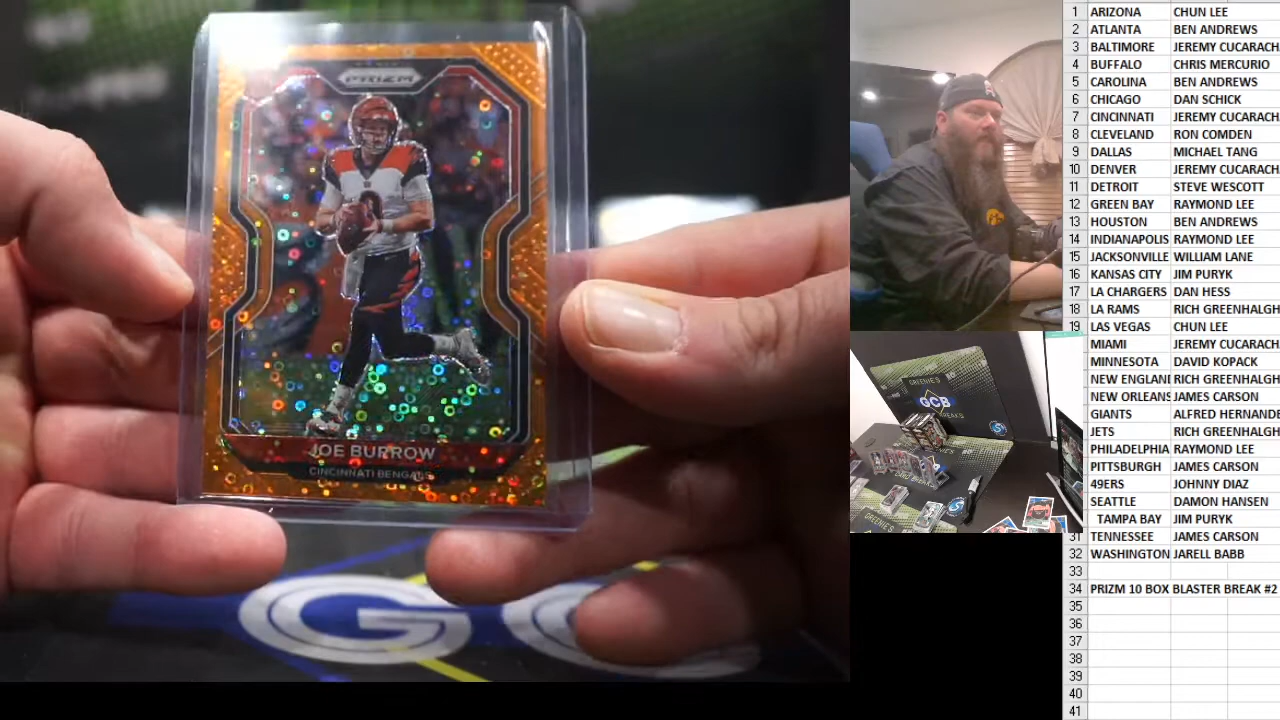 PRIZM
JOE BURROW
CINCINNATI BENGALS
GREENIES
GCB
BREAKS
1 ARIZONA CHUN LEE
2 ATLANTA BEN ANDREWS
3 BALTIMORE JEREMY CUCARACH
4 BUFFALO CHRIS MERCURIO
5 CAROLINA BEN ANDREWS
6 CHICAGO DAN SCHICK
7 CINCINNATI JEREMY CUCARACH
8 CLEVELAND RON COMDEN
9 DALLAS MICHAEL TANG
10 DENVER JEREMY CUCARACH
11 DETROIT STEVE WESCOTT
12 GREEN BAY RAYMOND LEE
13 HOUSTON BEN ANDREWS
14 INDIANAPOLIS RAYMOND LEE
15 JACKSONVILLE WILLIAM LANE
16 KANSAS CITY JIM PURYK
17 LA CHARGERS DAN HESS
18 LA RAMS RICH GREENHALGH
19 LAS VEGAS CHUN LEE
MIAMI JEREMY CUCARACH
MINNESOTA DAVID KOPACK
NEW ENGLAND RICH GREENHALGH
NEW ORLEANS JAMES CARSON
GIANTS ALFRED HERNANDE
JETS RICH GREENHALGH
PHILADELPHIA RAYMOND LEE
PITTSBURGH JAMES CARSON
49ERS JOHNNY DIAZ
SEATTLE DAMON HANSEN
TAMPA BAY JIM PURYK
31 TENNESSEE JAMES CARSON
32 WASHINGTON JARELL BABB
33
34 PRIZM 10 BOX BLASTER BREAK #2
35
36
37
38
39
40
41